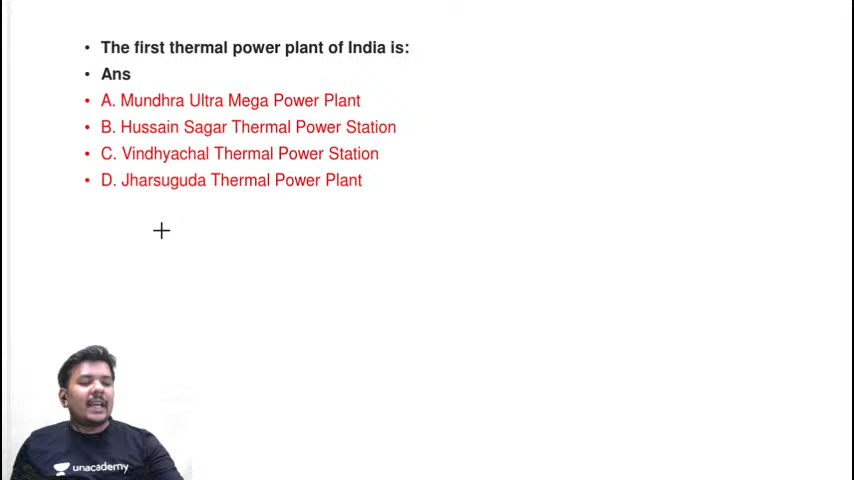 • The first thermal power plant of India is:
• Ans
• A. Mundhra Ultra Mega Power Plant
• B. Hussain Sagar Thermal Power Station
• C. Vindhyachal Thermal Power Station
• D. Jharsuguda Thermal Power Plant
unacademy